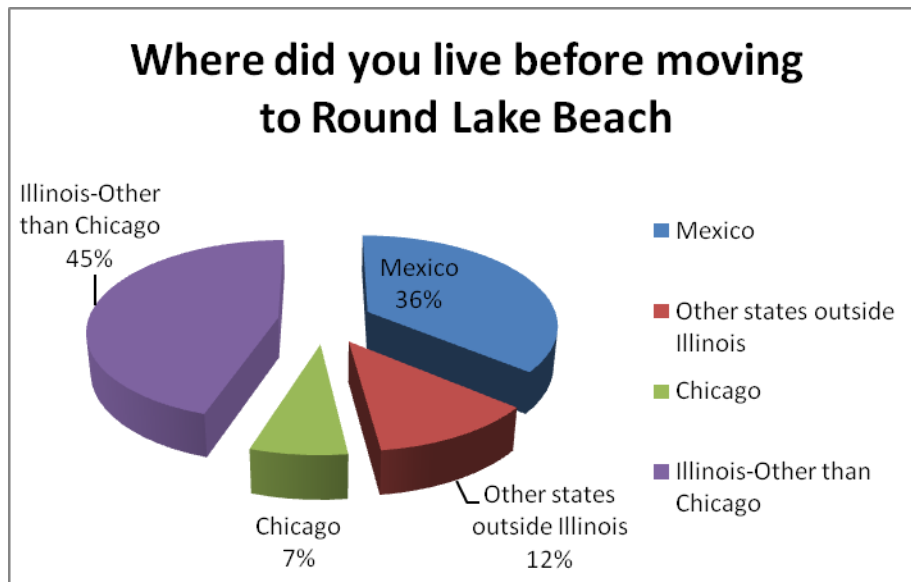 Where did you live before moving
to Round Lake Beach
Illinois-Other
than Chicago
45%
Mexico
36%
Chicago
7%
Other states
outside Illinois
12%
Mexico
Other states outside
Illinois
Chicago
Illinois-Other than
Chicago